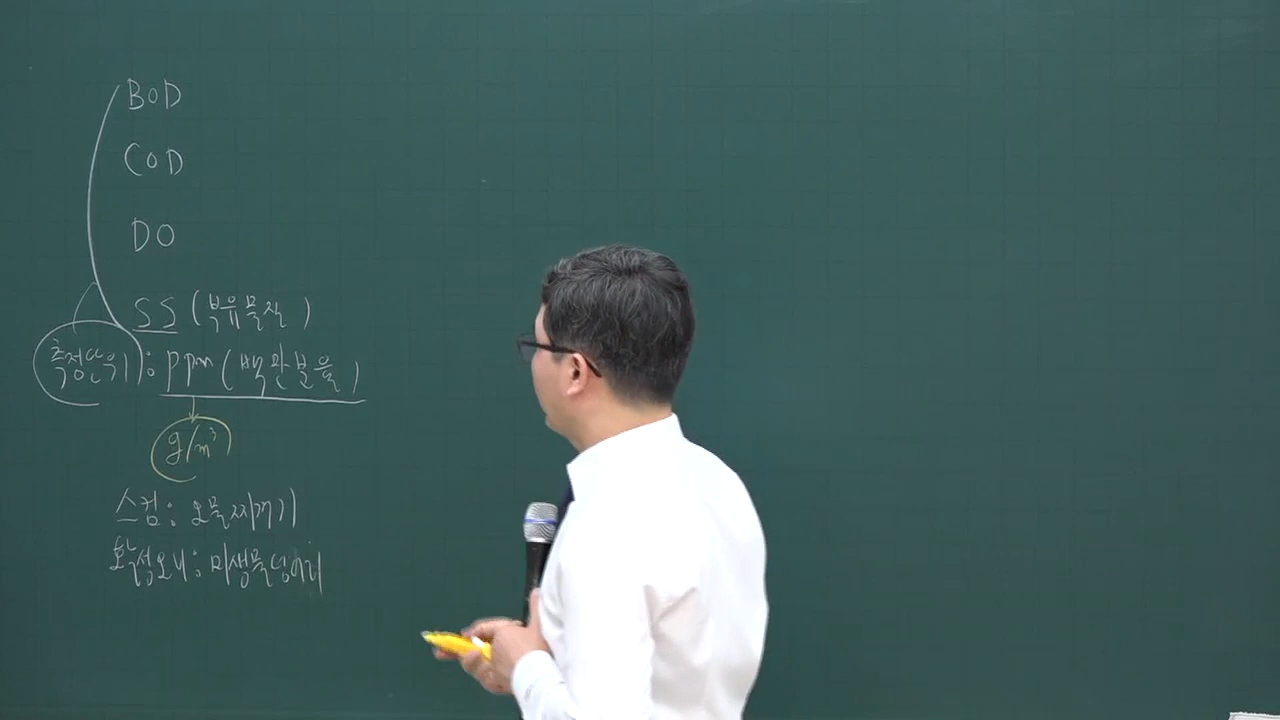 BOD
COD
DO
SS (부유물질)
측정단위 : ppm (백만분율)
g/m³
스컴 : 오물찌꺼기
활성오니 : 미생물덩어리